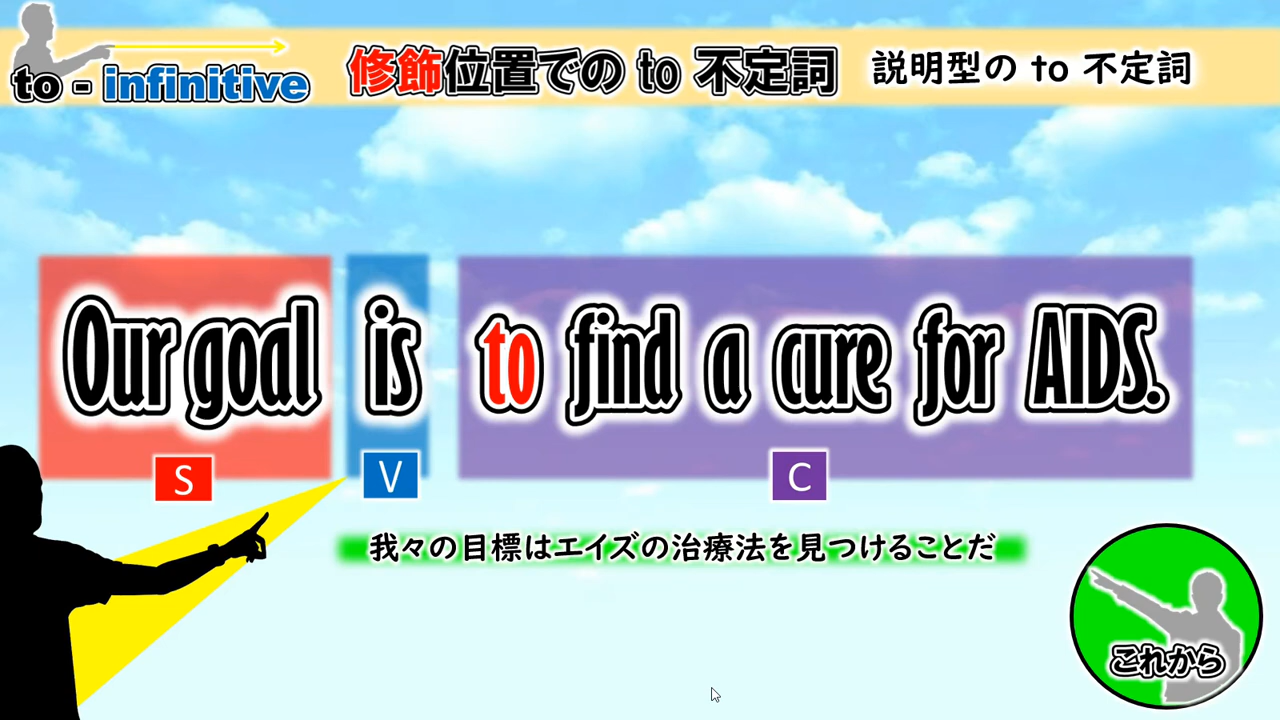 to - infinitive
修飾位置での to 不定詞
説明型の to 不定詞
Our goal is to find a cure for AIDS.
S V C
我々の目標はエイズの治療法を見つけることだ
これから